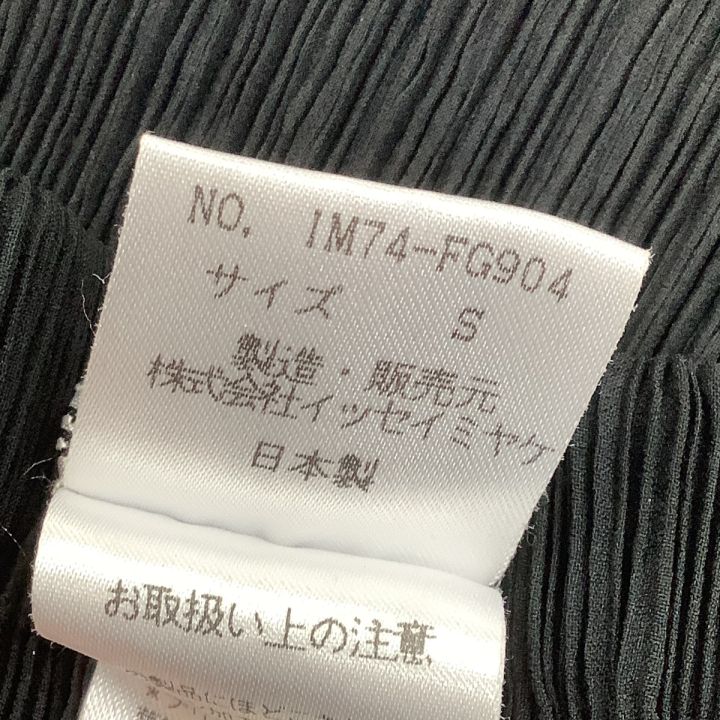 NO. IM74-FG904
サイズ S
製造・販売元
株式会社イッセイミヤケ
日本製
お取扱い上の注意